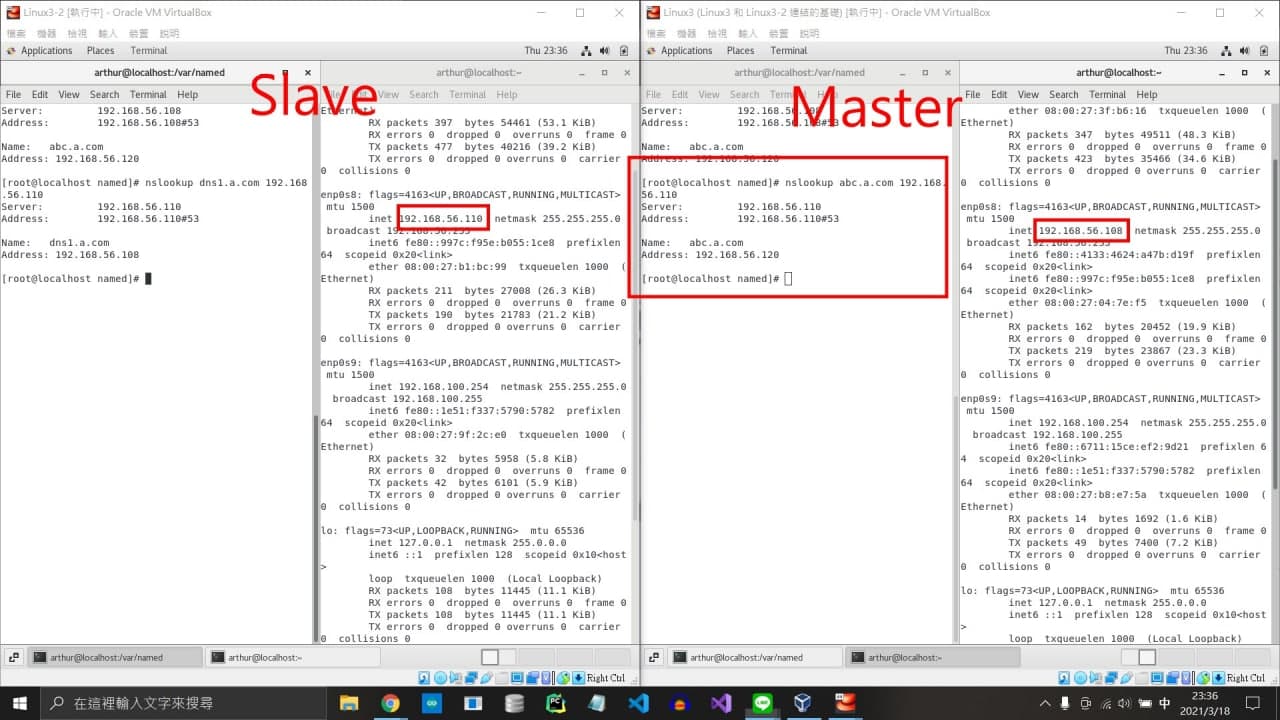 Linux3-2 [執行中] - Oracle VM VirtualBox
檔案 機器 檢視 輸入 裝置 說明
Applications Places Terminal Thu 23:36
arthur@localhost:/var/named
File Edit View Search Terminal Help
Server: 192.168.56.108
Address: 192.168.56.108#53
Name: abc.a.com
Address: 192.168.56.120
[root@localhost named]# nslookup dns1.a.com 192.168
.56.110
Server: 192.168.56.110
Address: 192.168.56.110#53
Name: dns1.a.com
Address: 192.168.56.108
[root@localhost named]#
Slave
arthur@localhost:~
View Search Terminal Help
Ethernet)
RX packets 397 bytes 54461 (53.1 KiB)
RX errors 0 dropped 0 overruns 0 frame 0
TX packets 477 bytes 40216 (39.2 KiB)
TX errors 0 dropped 0 overruns 0 carrier
0 collisions 0
enp0s8: flags=4163<UP,BROADCAST,RUNNING,MULTICAST>
mtu 1500
inet 192.168.56.110 netmask 255.255.255.0
broadcast 192.168.56.255
inet6 fe80::997c:f95e:b055:1ce8 prefixlen
64 scopeid 0x20<link>
ether 08:00:27:b1:bc:99 txqueuelen 1000 (
Ethernet)
RX packets 211 bytes 27008 (26.3 KiB)
RX errors 0 dropped 0 overruns 0 frame 0
TX packets 190 bytes 21783 (21.2 KiB)
TX errors 0 dropped 0 overruns 0 carrier
0 collisions 0
enp0s9: flags=4163<UP,BROADCAST,RUNNING,MULTICAST>
mtu 1500
inet 192.168.100.254 netmask 255.255.255.0
broadcast 192.168.100.255
inet6 fe80::1e51:f337:5790:5782 prefixlen
64 scopeid 0x20<link>
ether 08:00:27:9f:2c:e0 txqueuelen 1000 (
Ethernet)
RX packets 32 bytes 5958 (5.8 KiB)
RX errors 0 dropped 0 overruns 0 frame 0
TX packets 42 bytes 6101 (5.9 KiB)
TX errors 0 dropped 0 overruns 0 carrier
0 collisions 0
lo: flags=73<UP,LOOPBACK,RUNNING> mtu 65536
inet 127.0.0.1 netmask 255.0.0.0
inet6 ::1 prefixlen 128 scopeid 0x10<host
>
loop txqueuelen 1000 (Local Loopback)
RX packets 108 bytes 11445 (11.1 KiB)
RX errors 0 dropped 0 overruns 0 frame 0
TX packets 108 bytes 11445 (11.1 KiB)
TX errors 0 dropped 0 overruns 0 carrier
0 collisions 0
arthur@localhost:/var/named arthur@localhost:~
Right Ctrl
Linux3 (Linux3 和 Linux3-2 連結的基礎) [執行中] - Oracle VM VirtualBox
檔案 機器 檢視 輸入 裝置 說明
Applications Places Terminal Thu 23:36
arthur@localhost:/var/named
File Edit View Search
Master
Server: 192.168.56.108
Address: 192.168.56.108#53
Name: abc.a.com
Address: 192.168.56.120
[root@localhost named]# nslookup abc.a.com 192.168.
56.110
Server: 192.168.56.110
Address: 192.168.56.110#53
Name: abc.a.com
Address: 192.168.56.120
[root@localhost named]#
arthur@localhost:~
File Edit View Search Terminal Help
ether 08:00:27:3f:b6:16 txqueuelen 1000 (
Ethernet)
RX packets 347 bytes 49511 (48.3 KiB)
RX errors 0 dropped 0 overruns 0 frame 0
TX packets 423 bytes 35466 (34.6 KiB)
TX errors 0 dropped 0 overruns 0 carrier
0 collisions 0
enp0s8: flags=4163<UP,BROADCAST,RUNNING,MULTICAST>
mtu 1500
inet 192.168.56.108 netmask 255.255.255.0
broadcast 192.168.56.255
inet6 fe80::4133:4624:a47b:d19f prefixlen
64 scopeid 0x20<link>
inet6 fe80::997c:f95e:b055:1ce8 prefixlen
64 scopeid 0x20<link>
ether 08:00:27:04:7e:f5 txqueuelen 1000 (
Ethernet)
RX packets 162 bytes 20452 (19.9 KiB)
RX errors 0 dropped 0 overruns 0 frame 0
TX packets 219 bytes 23867 (23.3 KiB)
TX errors 0 dropped 0 overruns 0 carrier
0 collisions 0
enp0s9: flags=4163<UP,BROADCAST,RUNNING,MULTICAST>
mtu 1500
inet 192.168.100.254 netmask 255.255.255.0
broadcast 192.168.100.255
inet6 fe80::6711:15ce:ef2:9d21 prefixlen 6
4 scopeid 0x20<link>
inet6 fe80::1e51:f337:5790:5782 prefixlen
64 scopeid 0x20<link>
ether 08:00:27:b8:e7:5a txqueuelen 1000 (
Ethernet)
RX packets 14 bytes 1692 (1.6 KiB)
RX errors 0 dropped 0 overruns 0 frame 0
TX packets 49 bytes 7400 (7.2 KiB)
TX errors 0 dropped 0 overruns 0 carrier
0 collisions 0
lo: flags=73<UP,LOOPBACK,RUNNING> mtu 65536
inet 127.0.0.1 netmask 255.0.0.0
inet6 ::1 prefixlen 128 scopeid 0x10<host
>
loop txqueuelen 1000 (Local Loopback)
arthur@localhost:/var/named arthur@localhost:~
Right Ctrl
在這裡輸入文字來搜尋
中
23:36
2021/3/18